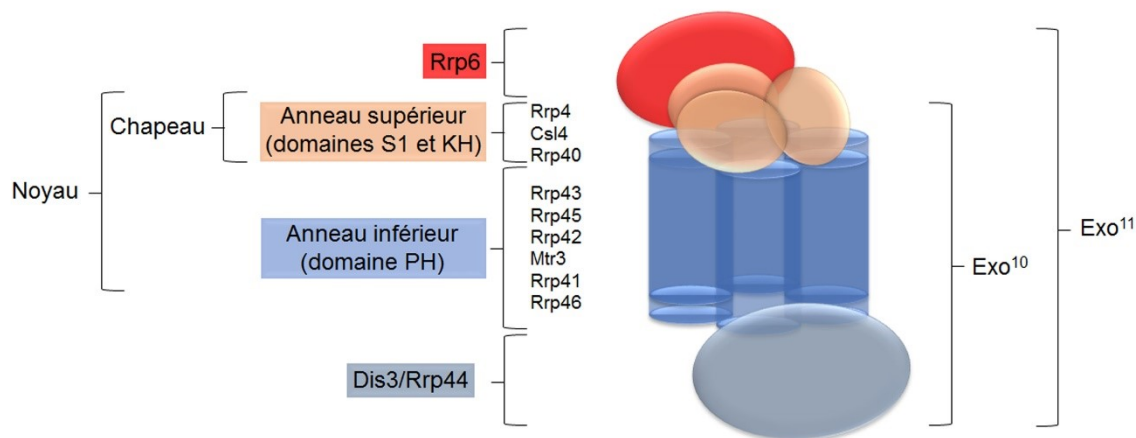 Rrp6
Noyau
Chapeau
Anneau supérieur
(domaines S1 et KH)
Rrp4
Csl4
Rrp40
Anneau inférieur
(domaine PH)
Rrp43
Rrp45
Rrp42
Mtr3
Rrp41
Rrp46
Dis3/Rrp44
Exo¹⁰
Exo¹¹